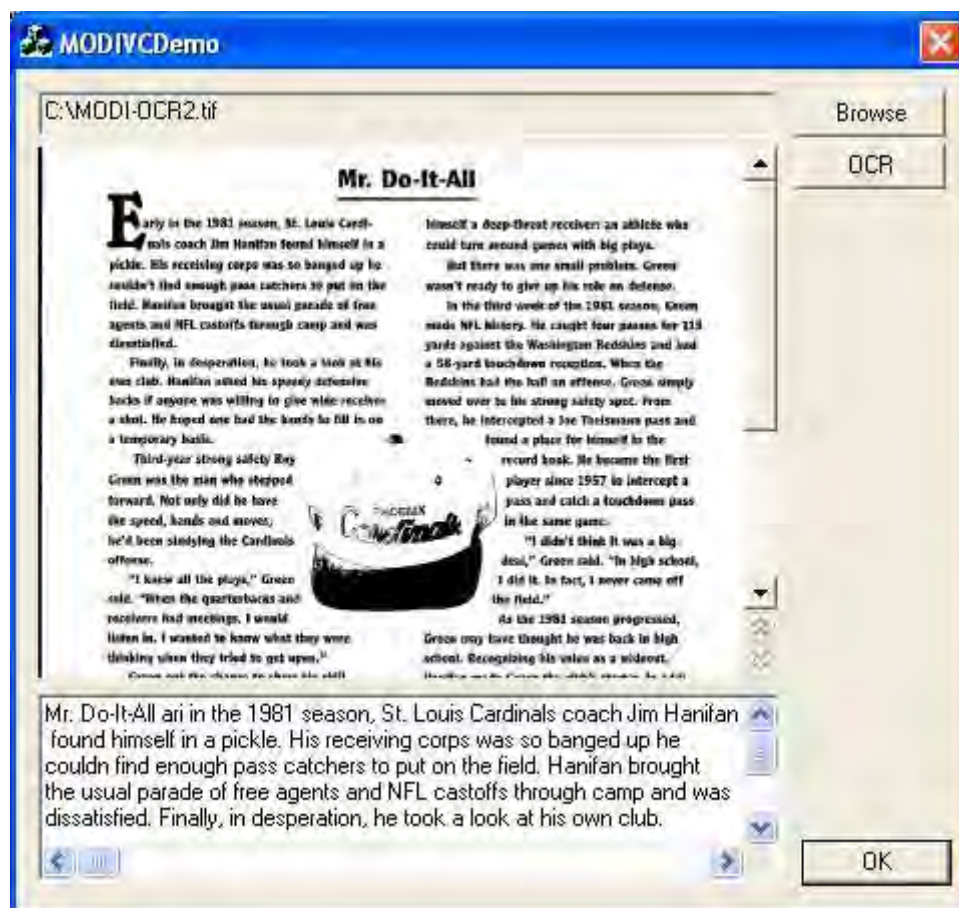 MODIVCDemo
C:\MODI-OCR2.tif
Browse
OCR
Mr. Do-It-All
Early in the 1981 season, St. Louis Cardi-
nals coach Jim Hanifan found himself in a
pickle. His receiving corps was so banged up he
couldn't find enough pass catchers to put on the
field. Hanifan brought the usual parade of free
agents and NFL castoffs through camp and was
dissatisfied.
Finally, in desperation, he took a look at his
own club. Hanifan asked his speedy defensive
backs if anyone was willing to give wide receiver
a shot. He hoped one had the hands to fill in on
a temporary basis.
Third-year strong safety Roy
Green was the man who stepped
forward. Not only did he have
the speed, hands and moves,
he'd been studying the Cardinals
offense.
"I knew all the plays," Green
said. "When the quarterbacks and
receivers had meetings, I would
listen in. I wanted to know what they were
thinking when they tried to get open."
Green got the chance to show his skill
himself a deep-threat receiver: an athlete who
could turn around games with big plays.
But there was one small problem. Green
wasn't ready to give up his role on defense.
In the third week of the 1981 season, Green
made NFL history. He caught four passes for 115
yards against the Washington Redskins and had
a 58-yard touchdown reception. When the
Redskins had the ball on offense, Green simply
moved over to his strong safety spot. From
there, he intercepted a Joe Theismann pass and
found a place for himself in the
record book. He became the first
player since 1957 to intercept a
pass and catch a touchdown pass
in the same game.
"I didn't think it was a big
deal," Green said. "In high school,
I did it. In fact, I never came off
the field."
As the 1981 season progressed,
Green may have thought he was back in high
school. Recognizing his value as a wideout,
Hanifan made Green the
PHOENIX
Cardinals
Mr. Do-It-All ari in the 1981 season, St. Louis Cardinals coach Jim Hanifan
found himself in a pickle. His receiving corps was so banged up he
couldn find enough pass catchers to put on the field. Hanifan brought
the usual parade of free agents and NFL castoffs through camp and was
dissatisfied. Finally, in desperation, he took a look at his own club.
OK